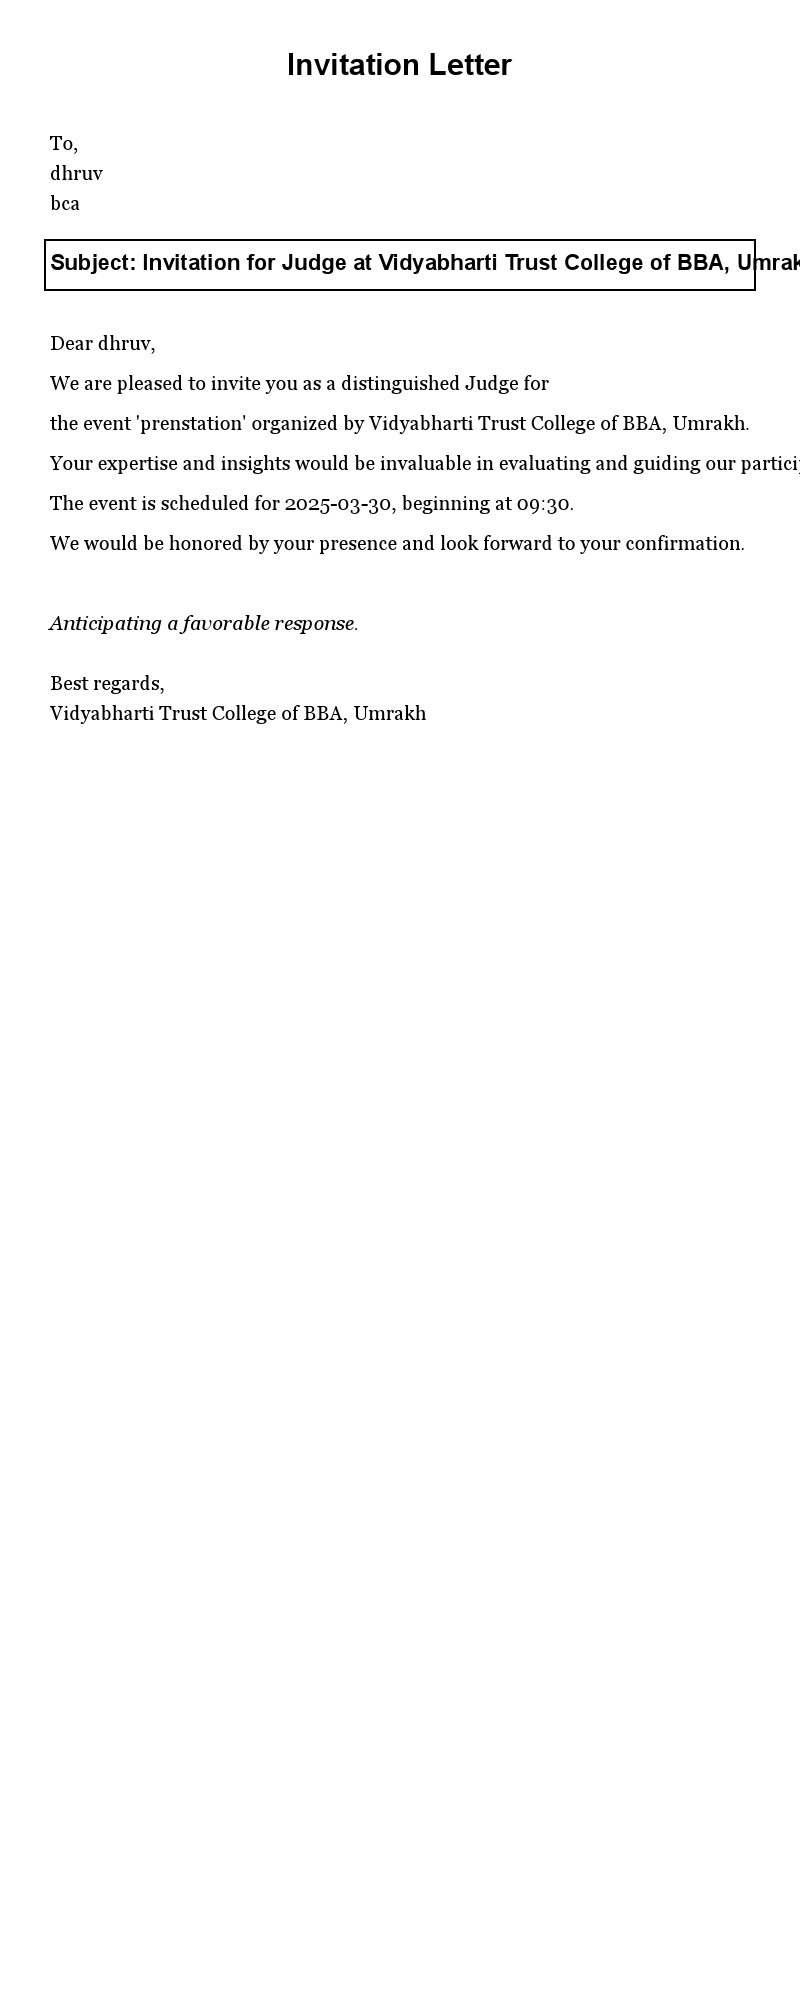 Invitation Letter
To,
dhruv
bca
Subject: Invitation for Judge at Vidyabharti Trust College of BBA,
Dear dhruv,
We are pleased to invite you as a distinguished Judge for
the event 'prenstation' organized by Vidyabharti Trust College of BBA, Umrakh.
Your expertise and insights would be invaluable in evaluating and guiding our
The event is scheduled for 2025-03-30, beginning at 09:30.
We would be honored by your presence and look forward to your confirmation.
Anticipating a favorable response.
Best regards,
Vidyabharti Trust College of BBA, Umrakh